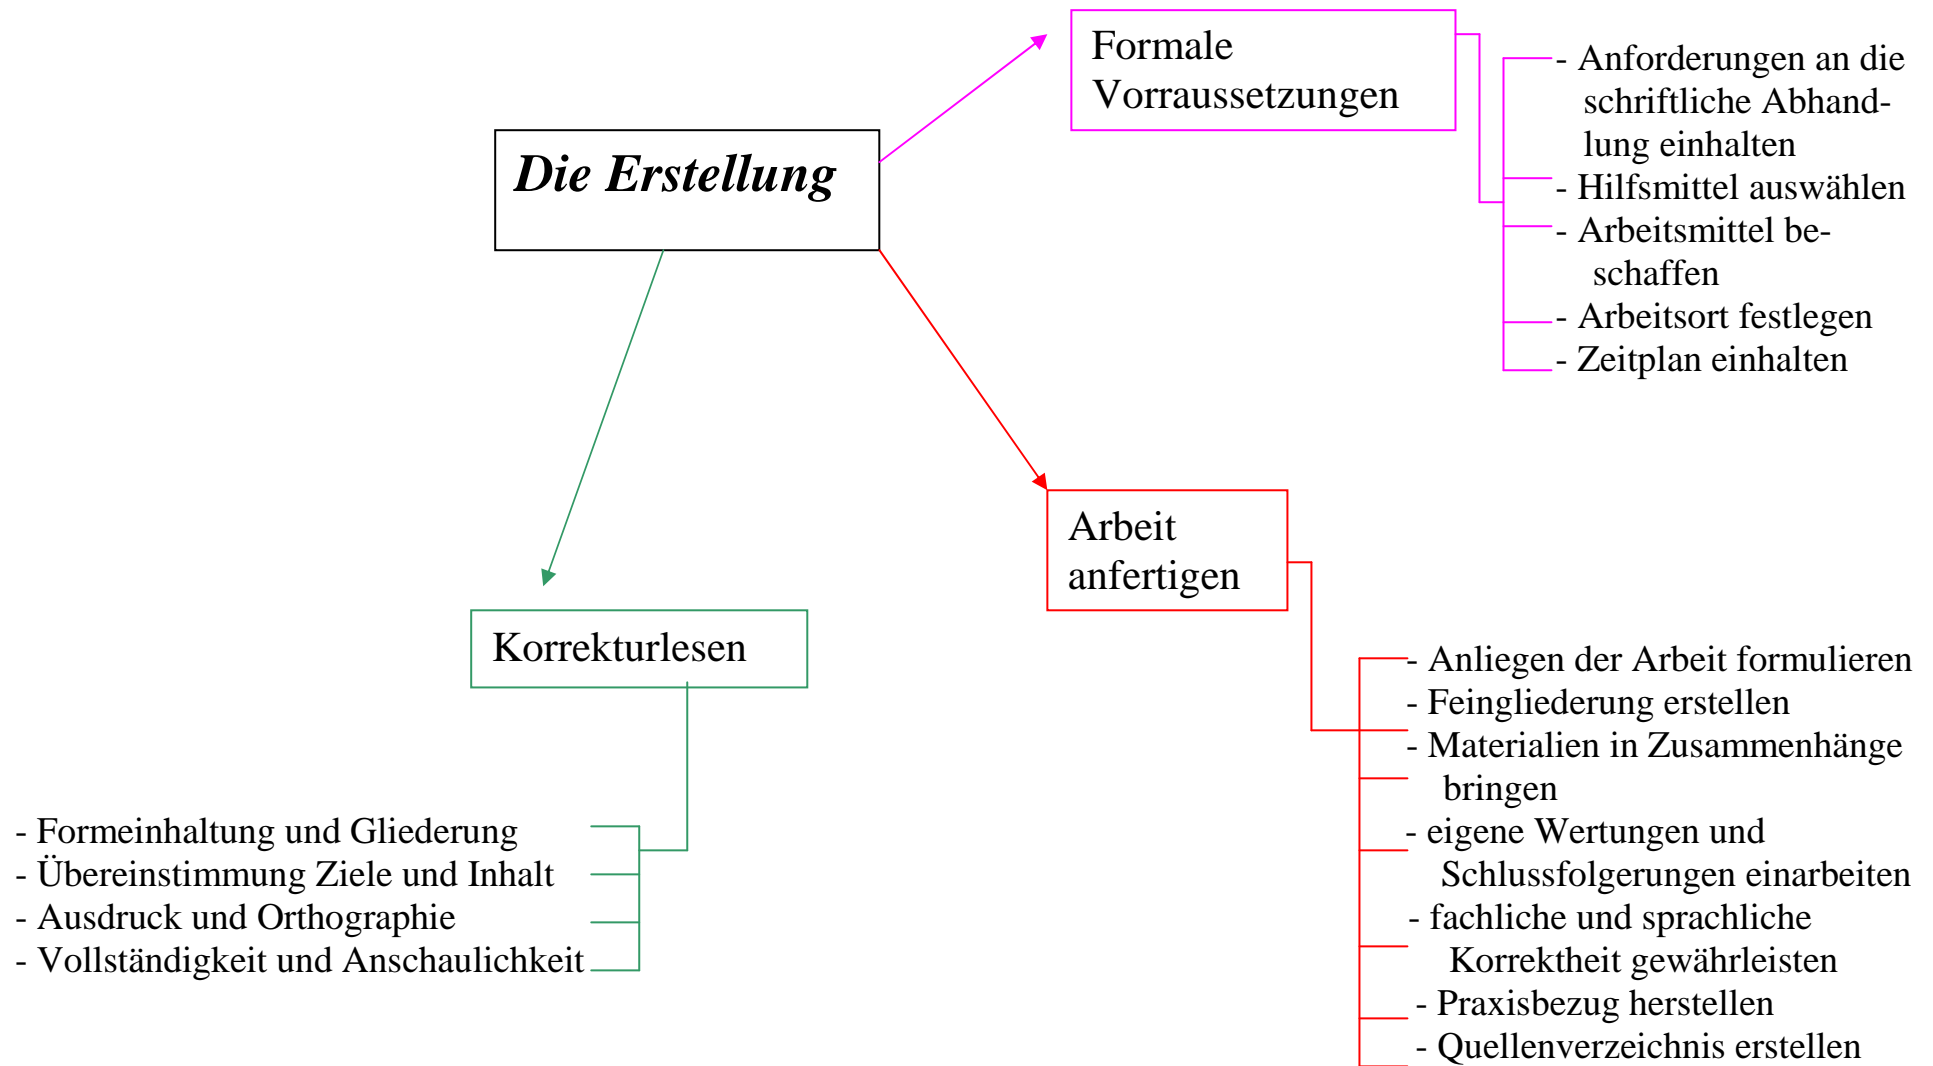 Formale
Vorraussetzungen
- Anforderungen an die
schriftliche Abhand-
lung einhalten
- Hilfsmittel auswählen
- Arbeitsmittel be-
schaffen
- Arbeitsort festlegen
- Zeitplan einhalten
Die Erstellung
Arbeit
anfertigen
- Anliegen der Arbeit formulieren
- Feingliederung erstellen
- Materialien in Zusammenhänge
bringen
- eigene Wertungen und
Schlussfolgerungen einarbeiten
- fachliche und sprachliche
Korrektheit gewährleisten
- Praxisbezug herstellen
- Quellenverzeichnis erstellen
Korrekturlesen
- Formeinhaltung und Gliederung
- Übereinstimmung Ziele und Inhalt
- Ausdruck und Orthographie
- Vollständigkeit und Anschaulichkeit